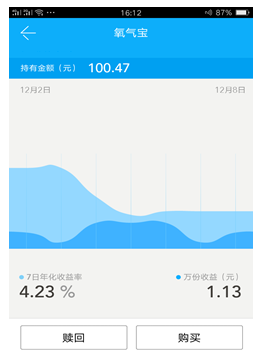 16:12 87%
氧气宝
持有金额（元） 100.47
12月2日 12月8日
7日年化收益率 万份收益（元）
4.23 % 1.13
赎回 购买